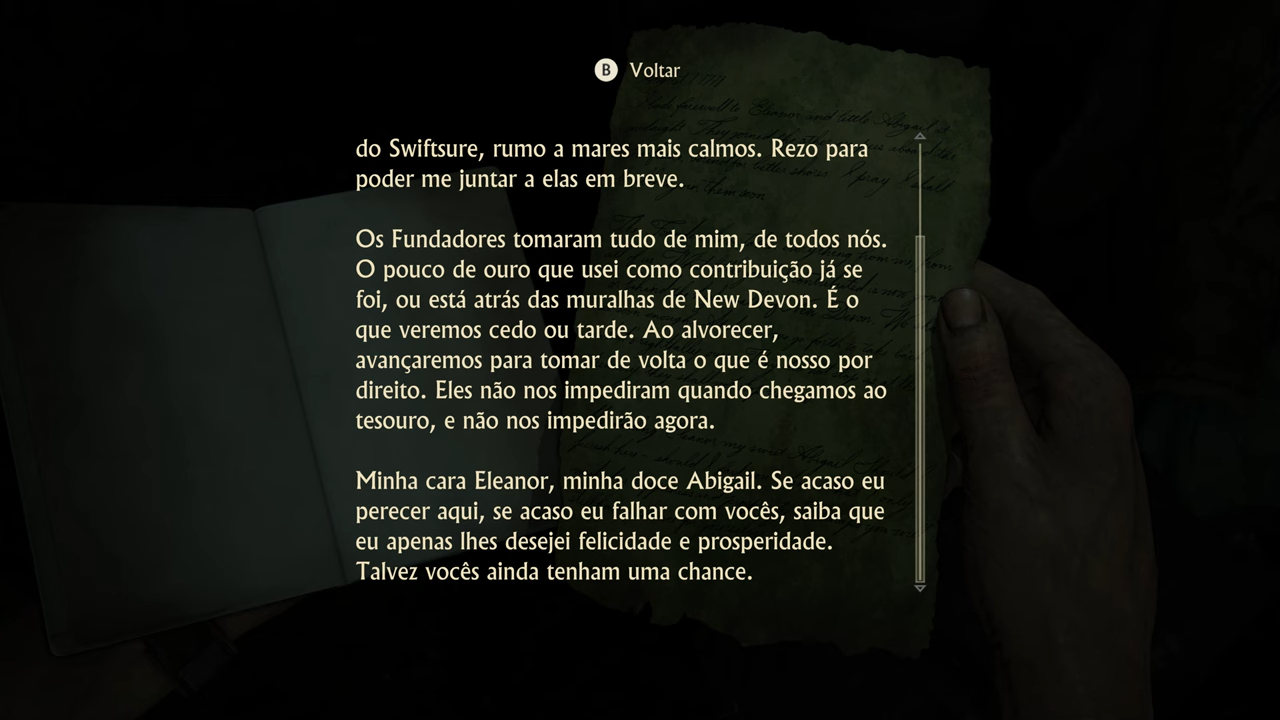 B Voltar
do Swiftsure, rumo a mares mais calmos. Rezo para
poder me juntar a elas em breve.
Os Fundadores tomaram tudo de mim, de todos nós.
O pouco de ouro que usei como contribuição já se
foi, ou está atrás das muralhas de New Devon. É o
que veremos cedo ou tarde. Ao alvorecer,
avançaremos para tomar de volta o que é nosso por
direito. Eles não nos impediram quando chegamos ao
tesouro, e não nos impedirão agora.
Minha cara Eleanor, minha doce Abigail. Se acaso eu
perecer aqui, se acaso eu falhar com vocês, saiba que
eu apenas lhes desejei felicidade e prosperidade.
Talvez vocês ainda tenham uma chance.